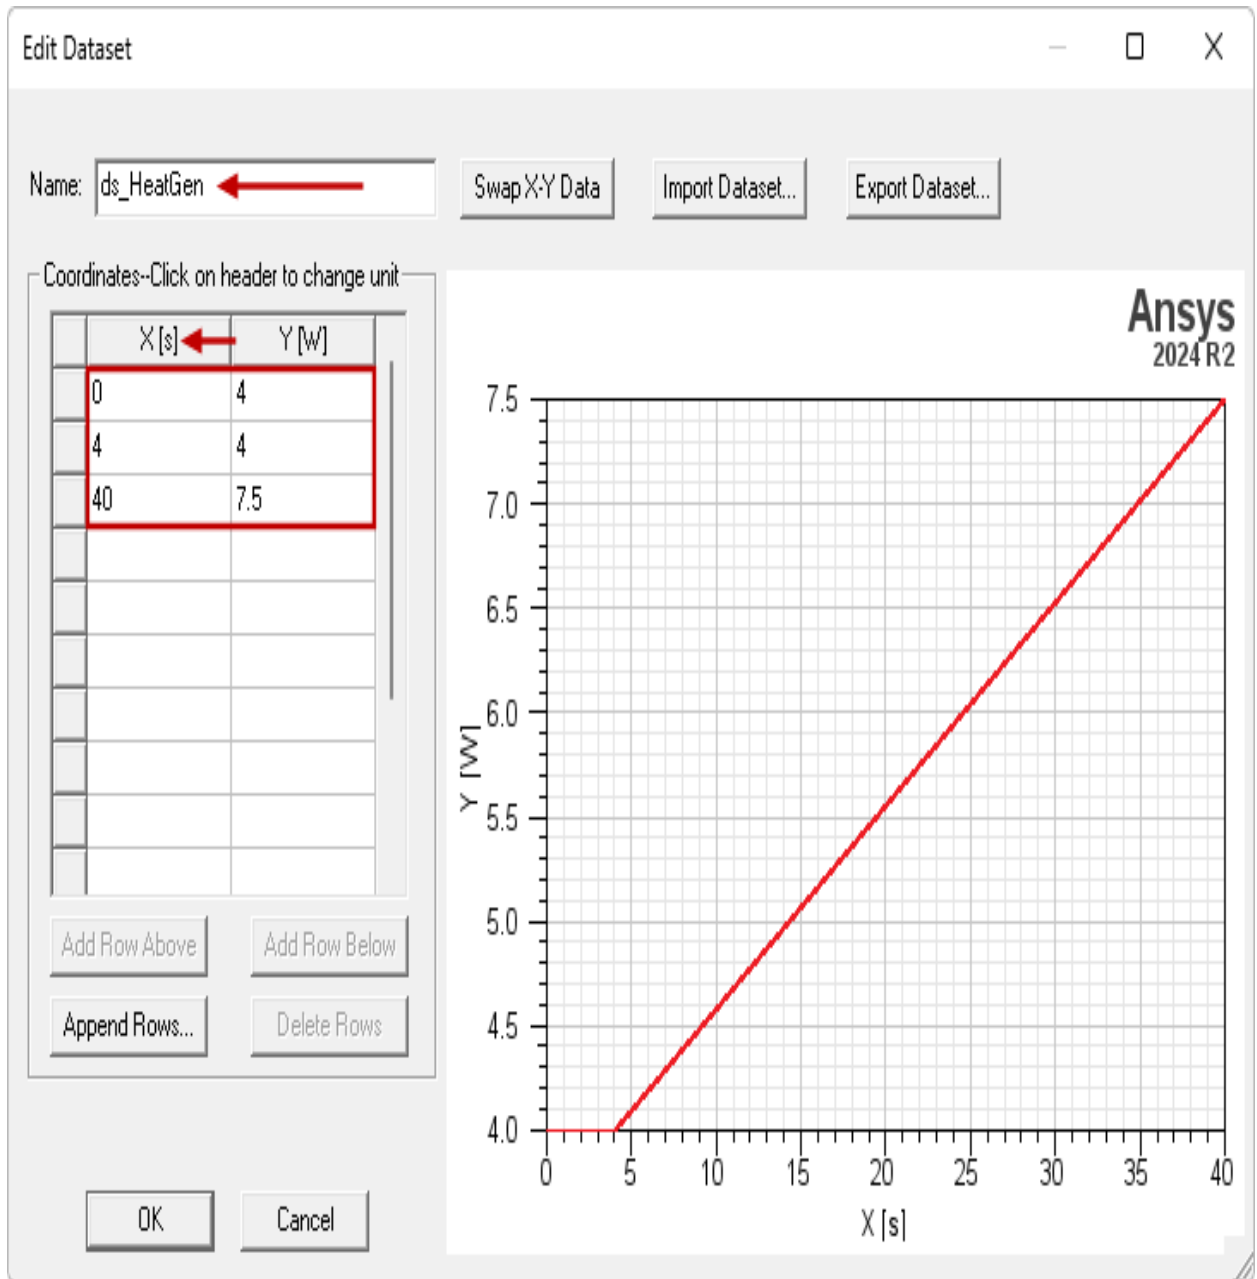 Edit Dataset
Name: ds_HeatGen Swap X-Y Data Import Dataset... Export Dataset...
Coordinates--Click on header to change unit
X [s] Y [W]
0 4
4 4
40 7.5
Add Row Above Add Row Below
Append Rows... Delete Rows
OK Cancel
Ansys
2024 R2
7.5
7.0
6.5
6.0
5.5
5.0
4.5
4.0
Y [W]
0 5 10 15 20 25 30 35 40
X [s]